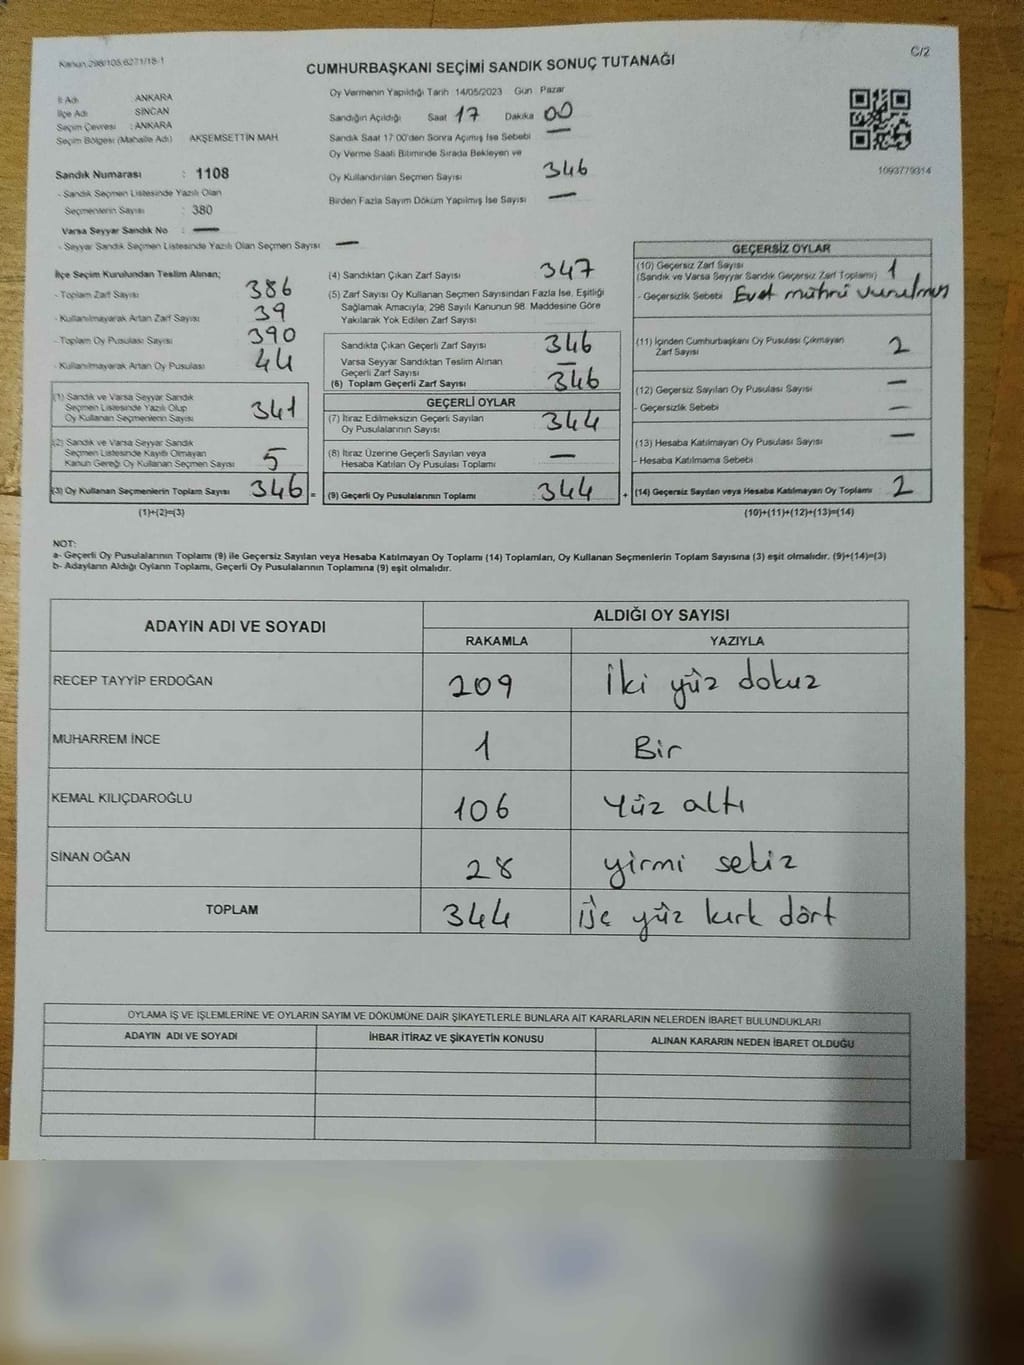 Kanun:298/105,6271/18-1
C/2
CUMHURBAŞKANI SEÇİMİ SANDIK SONUÇ TUTANAĞI
İl Adı : ANKARA
İlçe Adı : SİNCAN
Seçim Çevresi : ANKARA
Seçim Bölgesi (Mahalle Adı) AKŞEMSETTİN MAH
Sandık Numarası : 1108
- Sandık Seçmen Listesinde Yazılı Olan
Seçmenlerin Sayısı : 380
Varsa Seyyar Sandık No : —
- Seyyar Sandık Seçmen Listesinde Yazılı Olan Seçmen Sayısı : —
Oy Vermenin Yapıldığı Tarih 14/05/2023 Gün Pazar
Sandığın Açıldığı Saat 17 Dakika 00
Sandık Saat 17:00'den Sonra Açılmış İse Sebebi —
Oy Verme Saati Bitiminde Sırada Bekleyen ve
Oy Kullandırılan Seçmen Sayısı 346
Birden Fazla Sayım Döküm Yapılmış İse Sayısı —
1093779314
İlçe Seçim Kurulundan Teslim Alınan;
- Toplam Zarf Sayısı 386
- Kullanılmayarak Artan Zarf Sayısı 39
- Toplam Oy Pusulası Sayısı 390
- Kullanılmayarak Artan Oy Pusulası 44
(1) Sandık ve Varsa Seyyar Sandık
Seçmen Listesinde Yazılı Olup
Oy Kullanan Seçmenlerin Sayısı 341
(2) Sandık ve Varsa Seyyar Sandık
Seçmen Listesinde Kayıtlı Olmayan
Kanun Gereği Oy Kullanan Seçmen Sayısı 5
(3) Oy Kullanan Seçmenlerin Toplam Sayısı 346 =
(1)+(2)=(3)
(4) Sandıktan Çıkan Zarf Sayısı 347
(5) Zarf Sayısı Oy Kullanan Seçmen Sayısından Fazla İse, Eşitliği
Sağlamak Amacıyla, 298 Sayılı Kanunun 98. Maddesine Göre
Yakılarak Yok Edilen Zarf Sayısı
Sandıkta Çıkan Geçerli Zarf Sayısı 346
Varsa Seyyar Sandıktan Teslim Alınan
Geçerli Zarf Sayısı —
(6) Toplam Geçerli Zarf Sayısı 346
GEÇERLİ OYLAR
(7) İtiraz Edilmeksizin Geçerli Sayılan
Oy Pusulalarının Sayısı 344
(8) İtiraz Üzerine Geçerli Sayılan veya
Hesaba Katılan Oy Pusulası Toplamı —
(9) Geçerli Oy Pusulalarının Toplamı 344 +
GEÇERSİZ OYLAR
(10) Geçersiz Zarf Sayısı
(Sandık ve Varsa Seyyar Sandık Geçersiz Zarf Toplamı) 1
- Geçersizlik Sebebi Evet mührü vurulmuş
(11) İçinden Cumhurbaşkanı Oy Pusulası Çıkmayan
Zarf Sayısı 2
(12) Geçersiz Sayılan Oy Pusulası Sayısı —
- Geçersizlik Sebebi —
(13) Hesaba Katılmayan Oy Pusulası Sayısı —
- Hesaba Katılmama Sebebi
(14) Geçersiz Sayılan veya Hesaba Katılmayan Oy Toplamı 2
(10)+(11)+(12)+(13)=(14)
NOT:
a- Geçerli Oy Pusulalarının Toplamı (9) ile Geçersiz Sayılan veya Hesaba Katılmayan Oy Toplamı (14) Toplamları, Oy Kullanan Seçmenlerin Toplam Sayısına (3) eşit olmalıdır. (9)+(14)=(3)
b- Adayların Aldığı Oyların Toplamı, Geçerli Oy Pusulalarının Toplamına (9) eşit olmalıdır.
ADAYIN ADI VE SOYADI ALDIĞI OY SAYISI
RAKAMLA YAZIYLA
RECEP TAYYİP ERDOĞAN 209 İki yüz dokuz
MUHARREM İNCE 1 Bir
KEMAL KILIÇDAROĞLU 106 Yüz altı
SİNAN OĞAN 28 yirmi sekiz
TOPLAM 344 üç yüz kırk dört
OYLAMA İŞ VE İŞLEMLERİNE VE OYLARIN SAYIM VE DÖKÜMÜNE DAİR ŞİKAYETLERLE BUNLARA AİT KARARLARIN NELERDEN İBARET BULUNDUKLARI
ADAYIN ADI VE SOYADI İHBAR İTİRAZ VE ŞİKAYETİN KONUSU ALINAN KARARIN NEDEN İBARET OLDUĞU